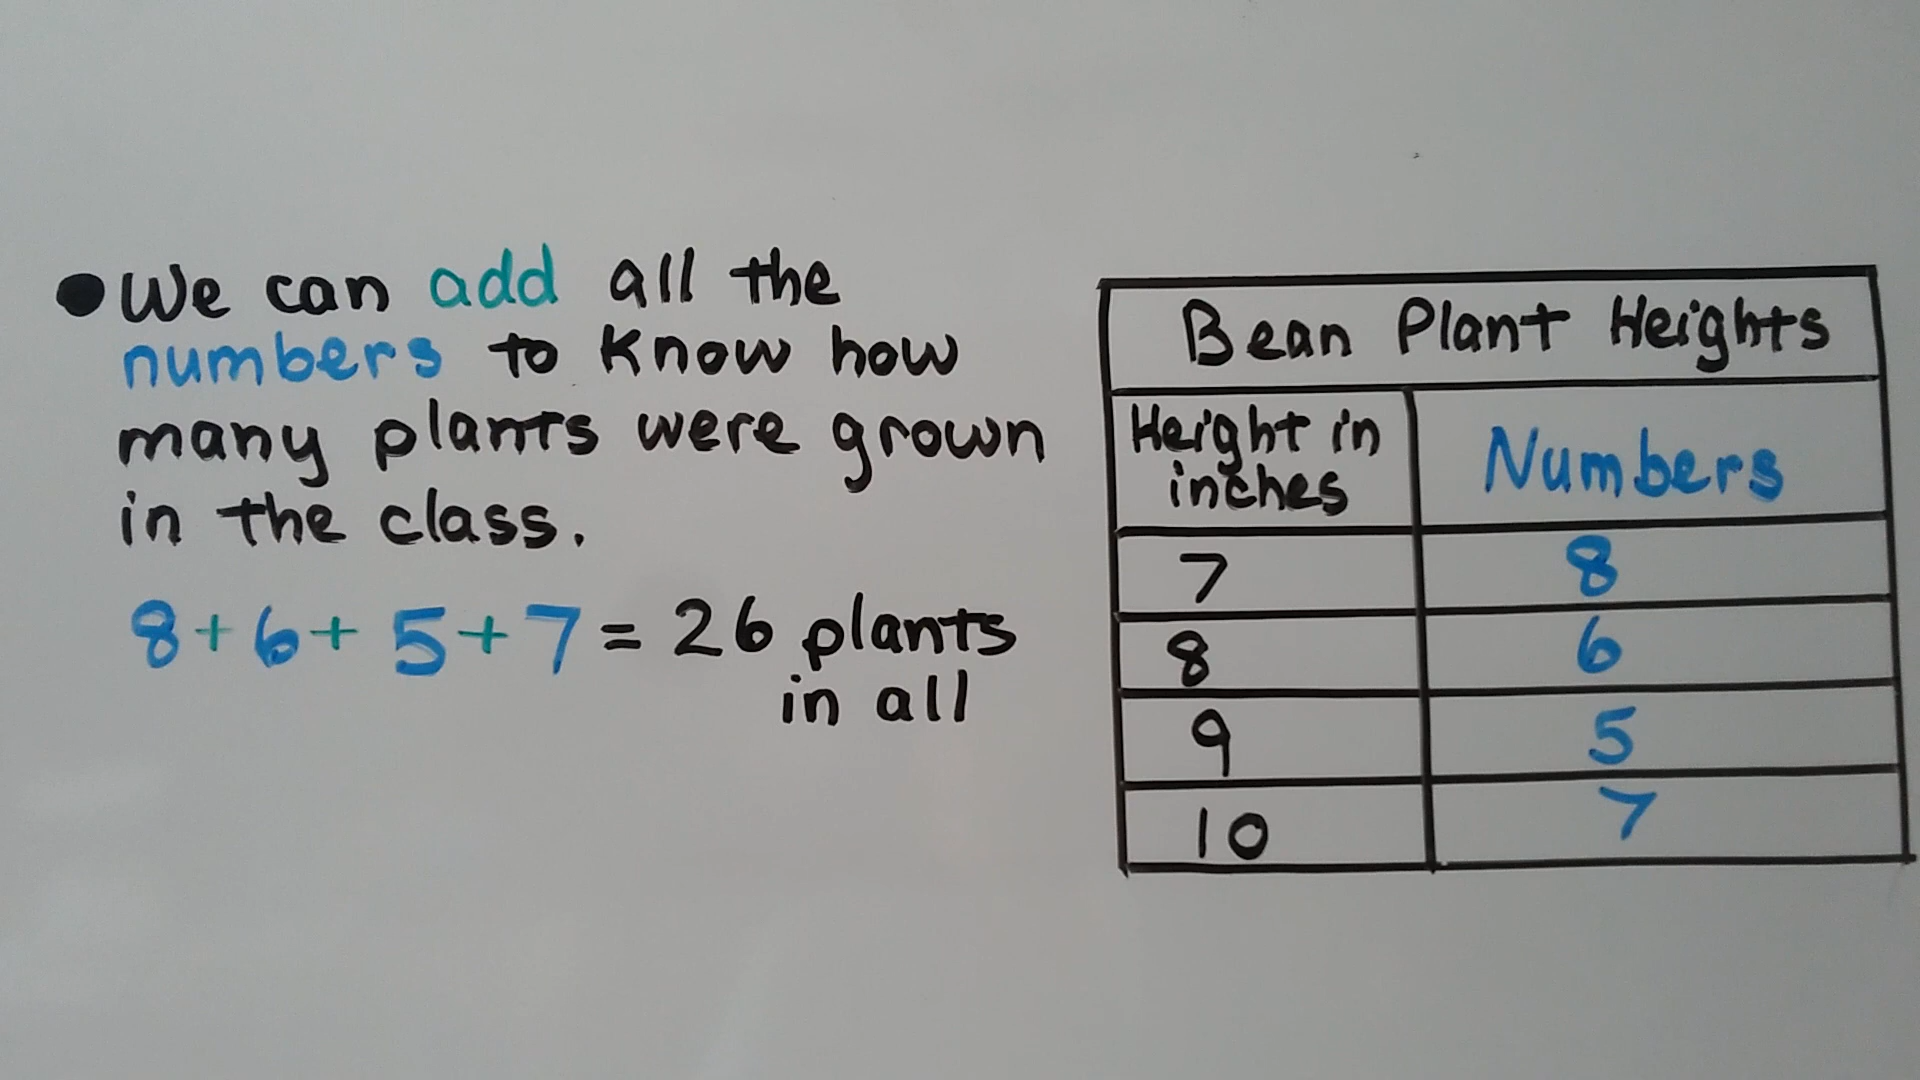 ●We can add all the
numbers to know how
many plants were grown
in the class.
8+6+5+7=26 plants
in all
Bean Plant Heights
Height in
inches
Numbers
7 8
8 6
9 5
10 7